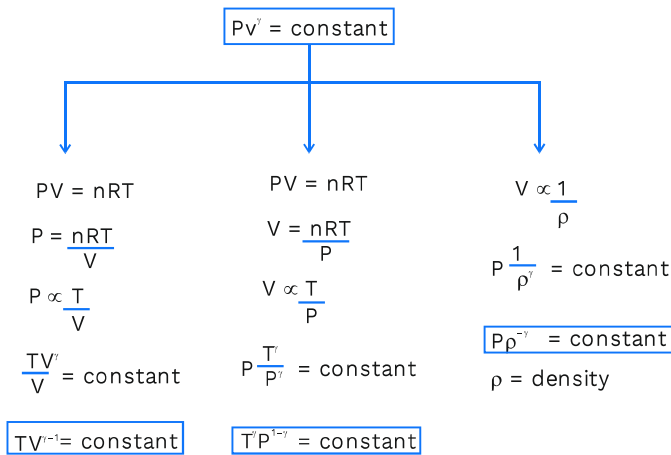 Pv^γ = constant
PV = nRT
P = nRT/V
P ∝ T/V
TV^γ/V = constant
TV^γ-1 = constant
PV = nRT
V = nRT/P
V ∝ T/P
P T^γ/P^γ = constant
T^γP^1-γ = constant
V ∝ 1/ρ
P 1/ρ^γ = constant
Pρ^-γ = constant
ρ = density